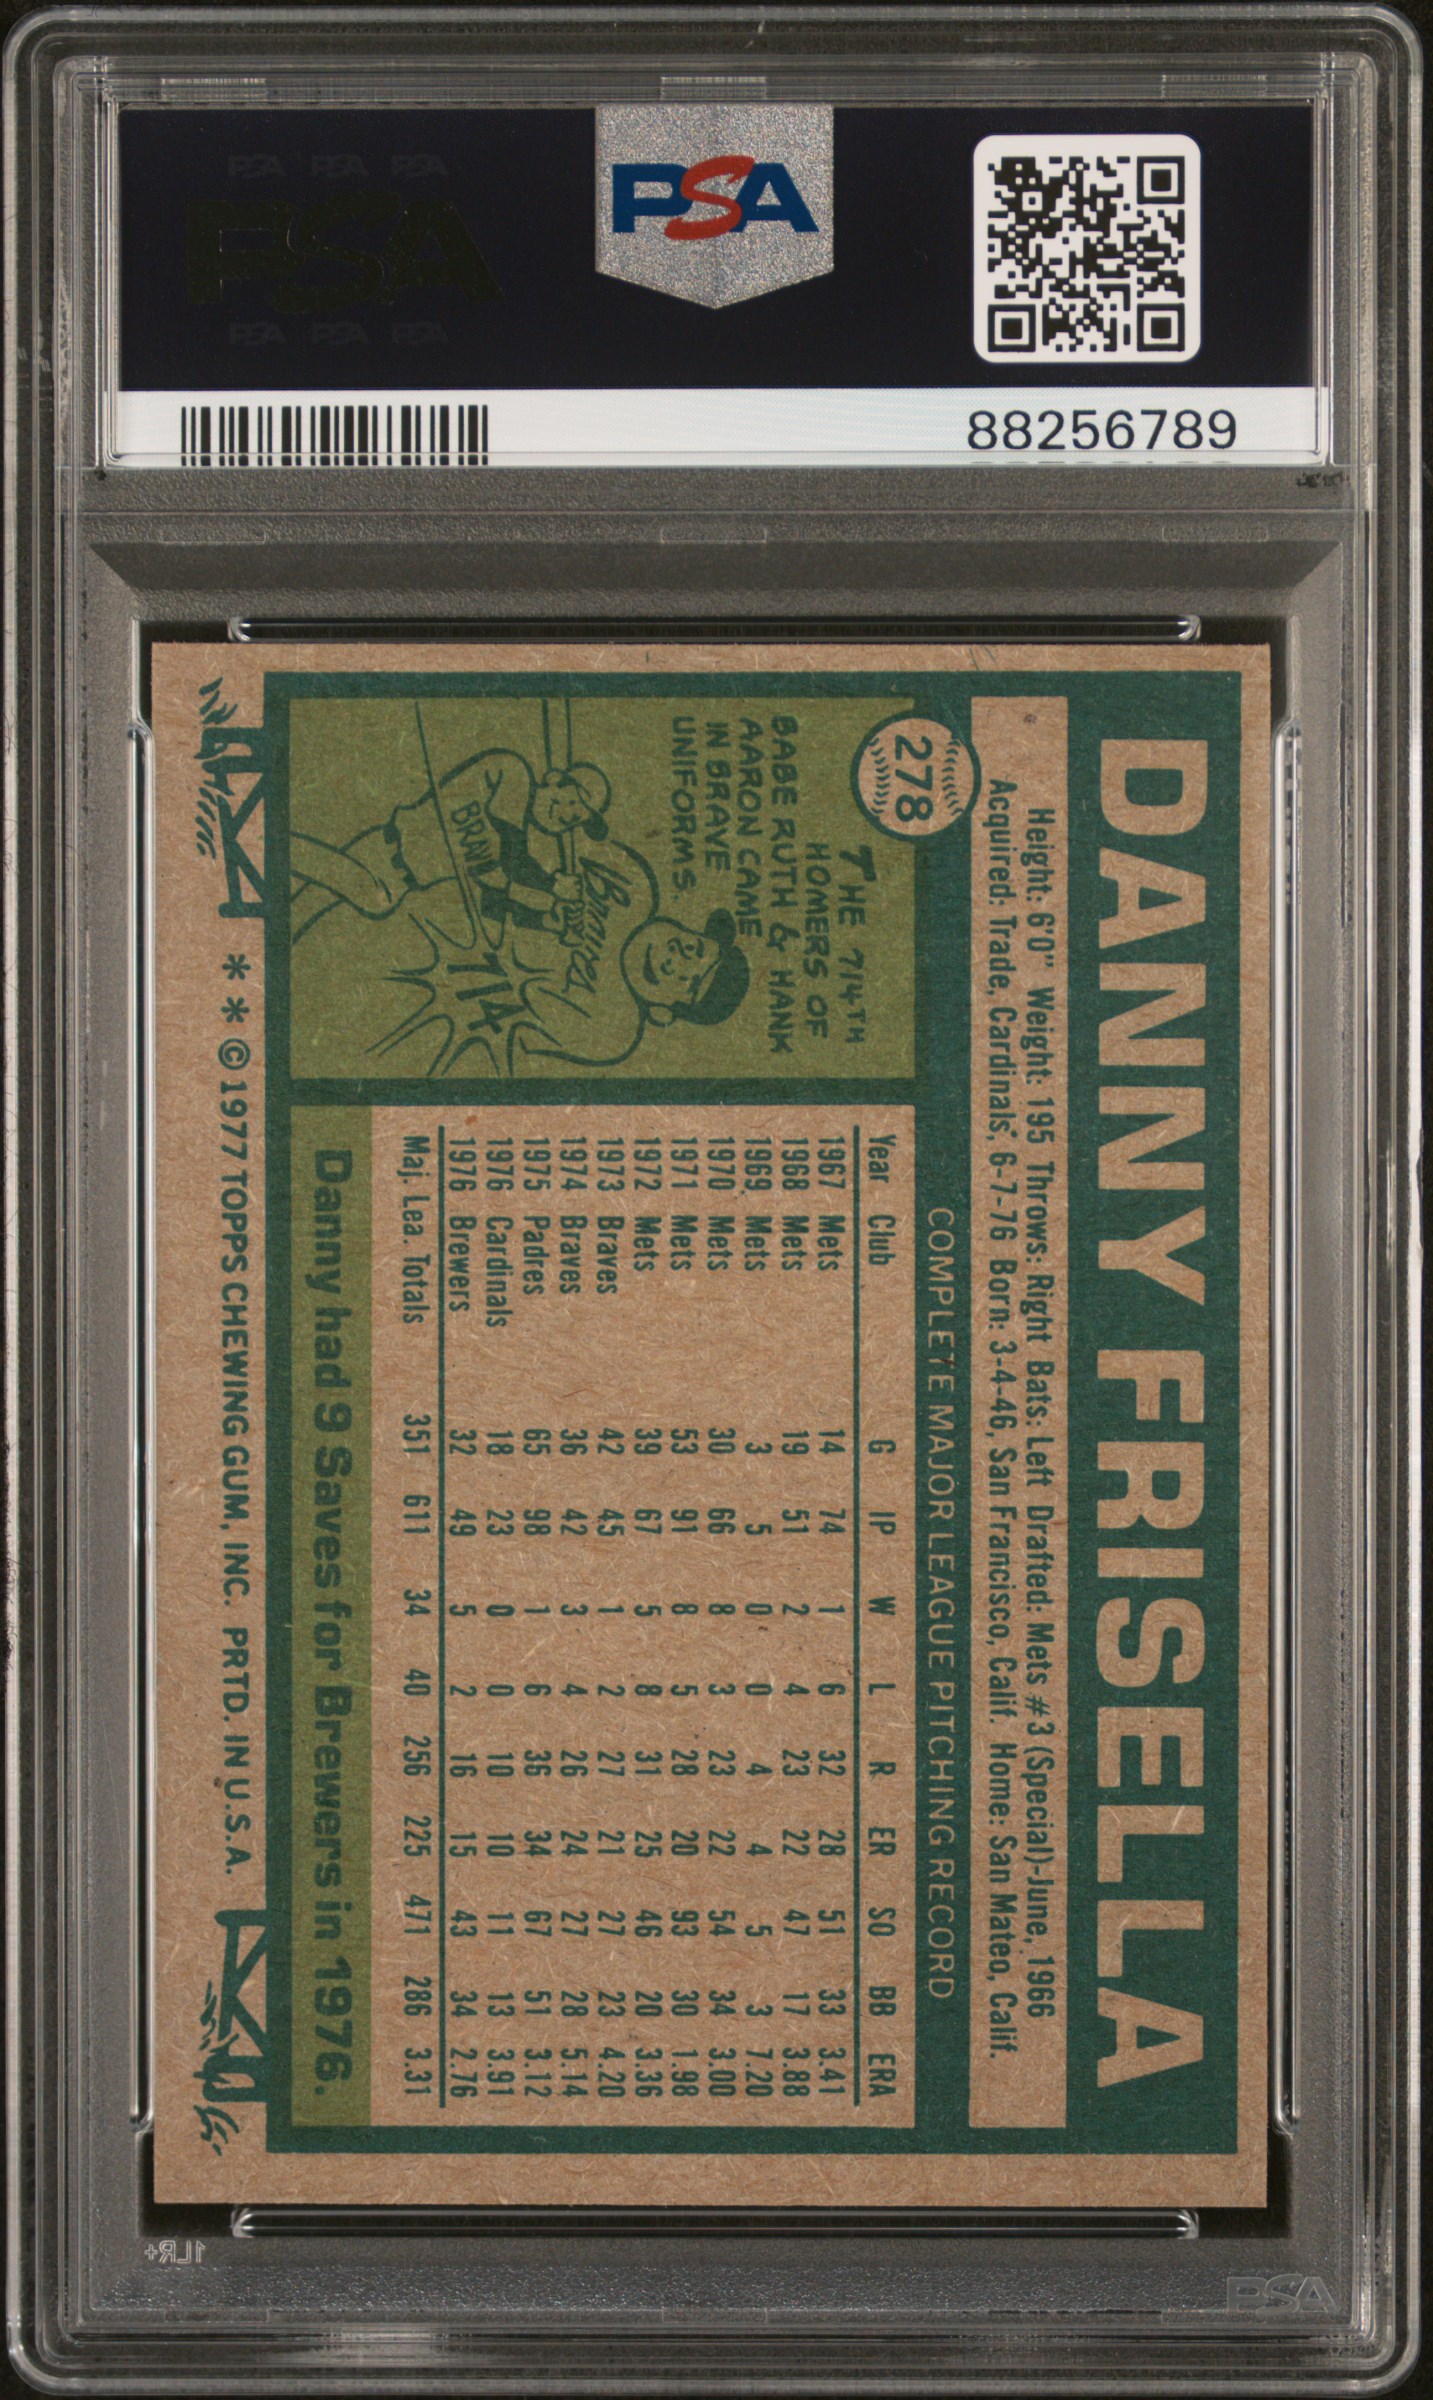 PSA PSA PSA
PSA
PSA PSA PSA
PSA
88256789
DANNY FRISELLA
Height: 6'0" Weight: 195 Throws: Right Bats: Left Drafted: Mets #3 (Special)-June, 1966
Acquired: Trade, Cardinals, 6-7-76 Born: 3-4-46, San Francisco, Calif. Home: San Mateo, Calif.
278
COMPLETE MAJOR LEAGUE PITCHING RECORD
THE 714TH
HOMERS OF
BABE RUTH & HANK
AARON CAME
IN BRAVE
UNIFORMS.
Braves
BRAV
714
Year Club G IP W L R ER SO BB ERA
1967 Mets 14 74 1 6 32 28 51 33 3.41
1968 Mets 19 51 2 4 23 22 47 17 3.88
1969 Mets 3 5 0 0 4 4 5 3 7.20
1970 Mets 30 66 8 3 23 22 54 34 3.00
1971 Mets 53 91 8 5 28 20 93 30 1.98
1972 Mets 39 67 5 8 31 25 46 20 3.36
1973 Braves 42 45 1 2 27 21 27 23 4.20
1974 Braves 36 42 3 4 26 24 27 28 5.14
1975 Padres 65 98 1 6 36 34 67 51 3.12
1976 Cardinals 18 23 0 0 10 10 11 13 3.91
1976 Brewers 32 49 5 2 16 15 43 34 2.76
Maj. Lea. Totals 351 611 34 40 256 225 471 286 3.31
Danny had 9 Saves for Brewers in 1976.
** ©1977 TOPPS CHEWING GUM, INC. PRTD. IN U.S.A.
1LR+
PSA